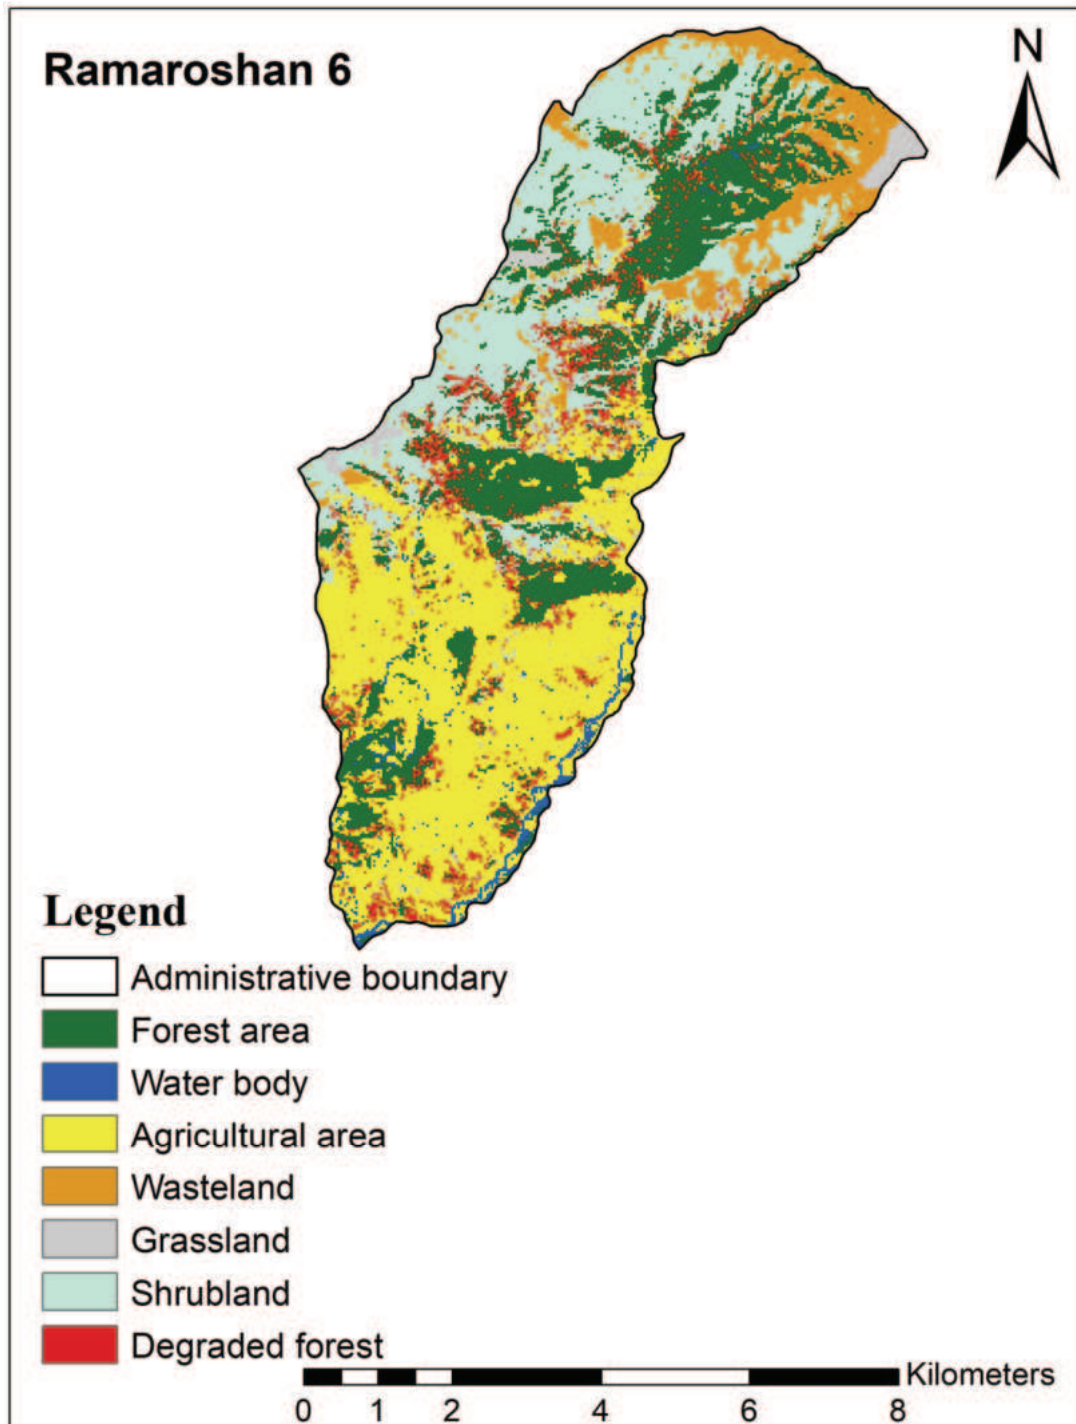 Ramaroshan 6
N
Legend
Administrative boundary
Forest area
Water body
Agricultural area
Wasteland
Grassland
Shrubland
Degraded forest
Kilometers
0 1 2 4 6 8